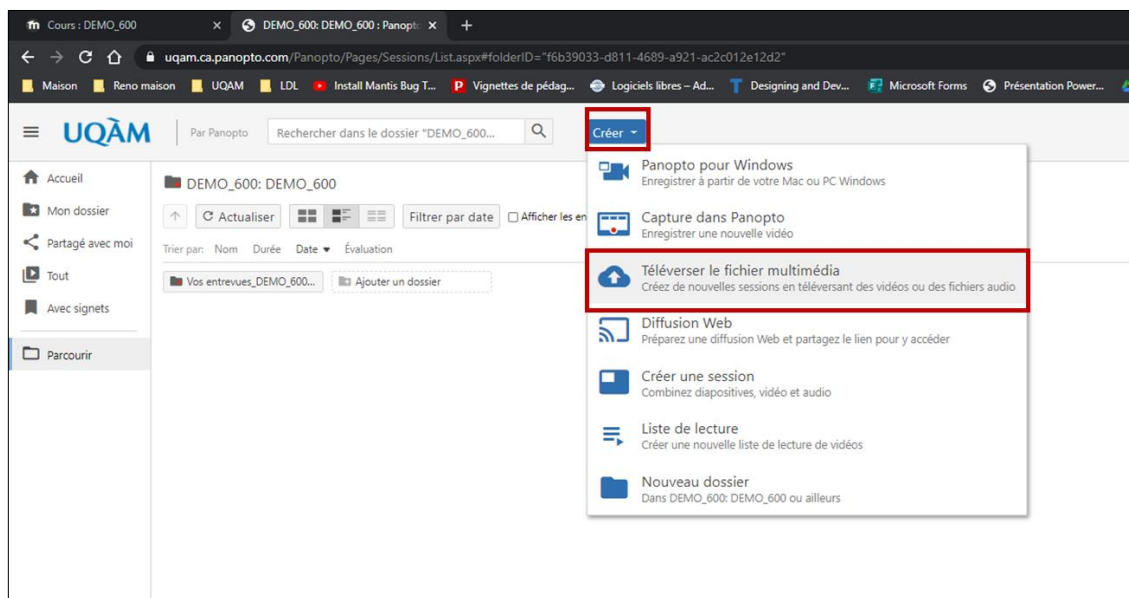 Cours : DEMO_600
DEMO_600: DEMO_600 : Panopto
uqam.ca.panopto.com/Panopto/Pages/Sessions/List.aspx#folderID="f6b39033-d811-4689-a921-ac2c012e12d2"
Maison Reno maison UQAM LDL Install Mantis Bug T... Vignettes de pédag... Logiciels libres – Ad... Designing and Dev... Microsoft Forms Présentation Power...
UQÀM Par Panopto Rechercher dans le dossier "DEMO_600... Créer
Accueil
Mon dossier
Partagé avec moi
Tout
Avec signets
Parcourir
DEMO_600: DEMO_600
Actualiser Filtrer par date Afficher les en
Trier par: Nom Durée Date Évaluation
Vos entrevues_DEMO_600... Ajouter un dossier
Panopto pour Windows
Enregistrer à partir de votre Mac ou PC Windows
Capture dans Panopto
Enregistrer une nouvelle vidéo
Téléverser le fichier multimédia
Créez de nouvelles sessions en téléversant des vidéos ou des fichiers audio
Diffusion Web
Préparez une diffusion Web et partagez le lien pour y accéder
Créer une session
Combinez diapositives, vidéo et audio
Liste de lecture
Créer une nouvelle liste de lecture de vidéos
Nouveau dossier
Dans DEMO_600: DEMO_600 ou ailleurs